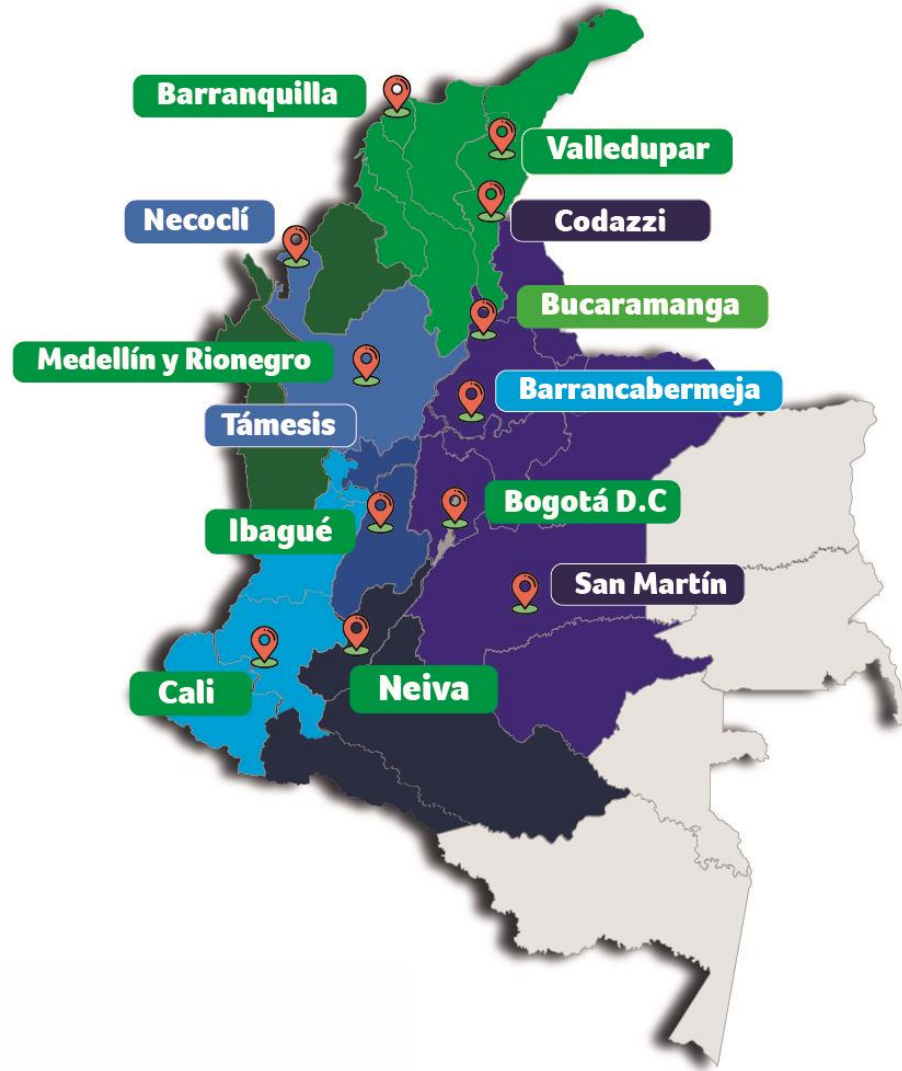 Barranquilla
Valledupar
Necoclí
Codazzi
Bucaramanga
Medellín y Rionegro
Barrancabermeja
Támesis
Bogotá D.C
Ibagué
San Martín
Neiva
Cali